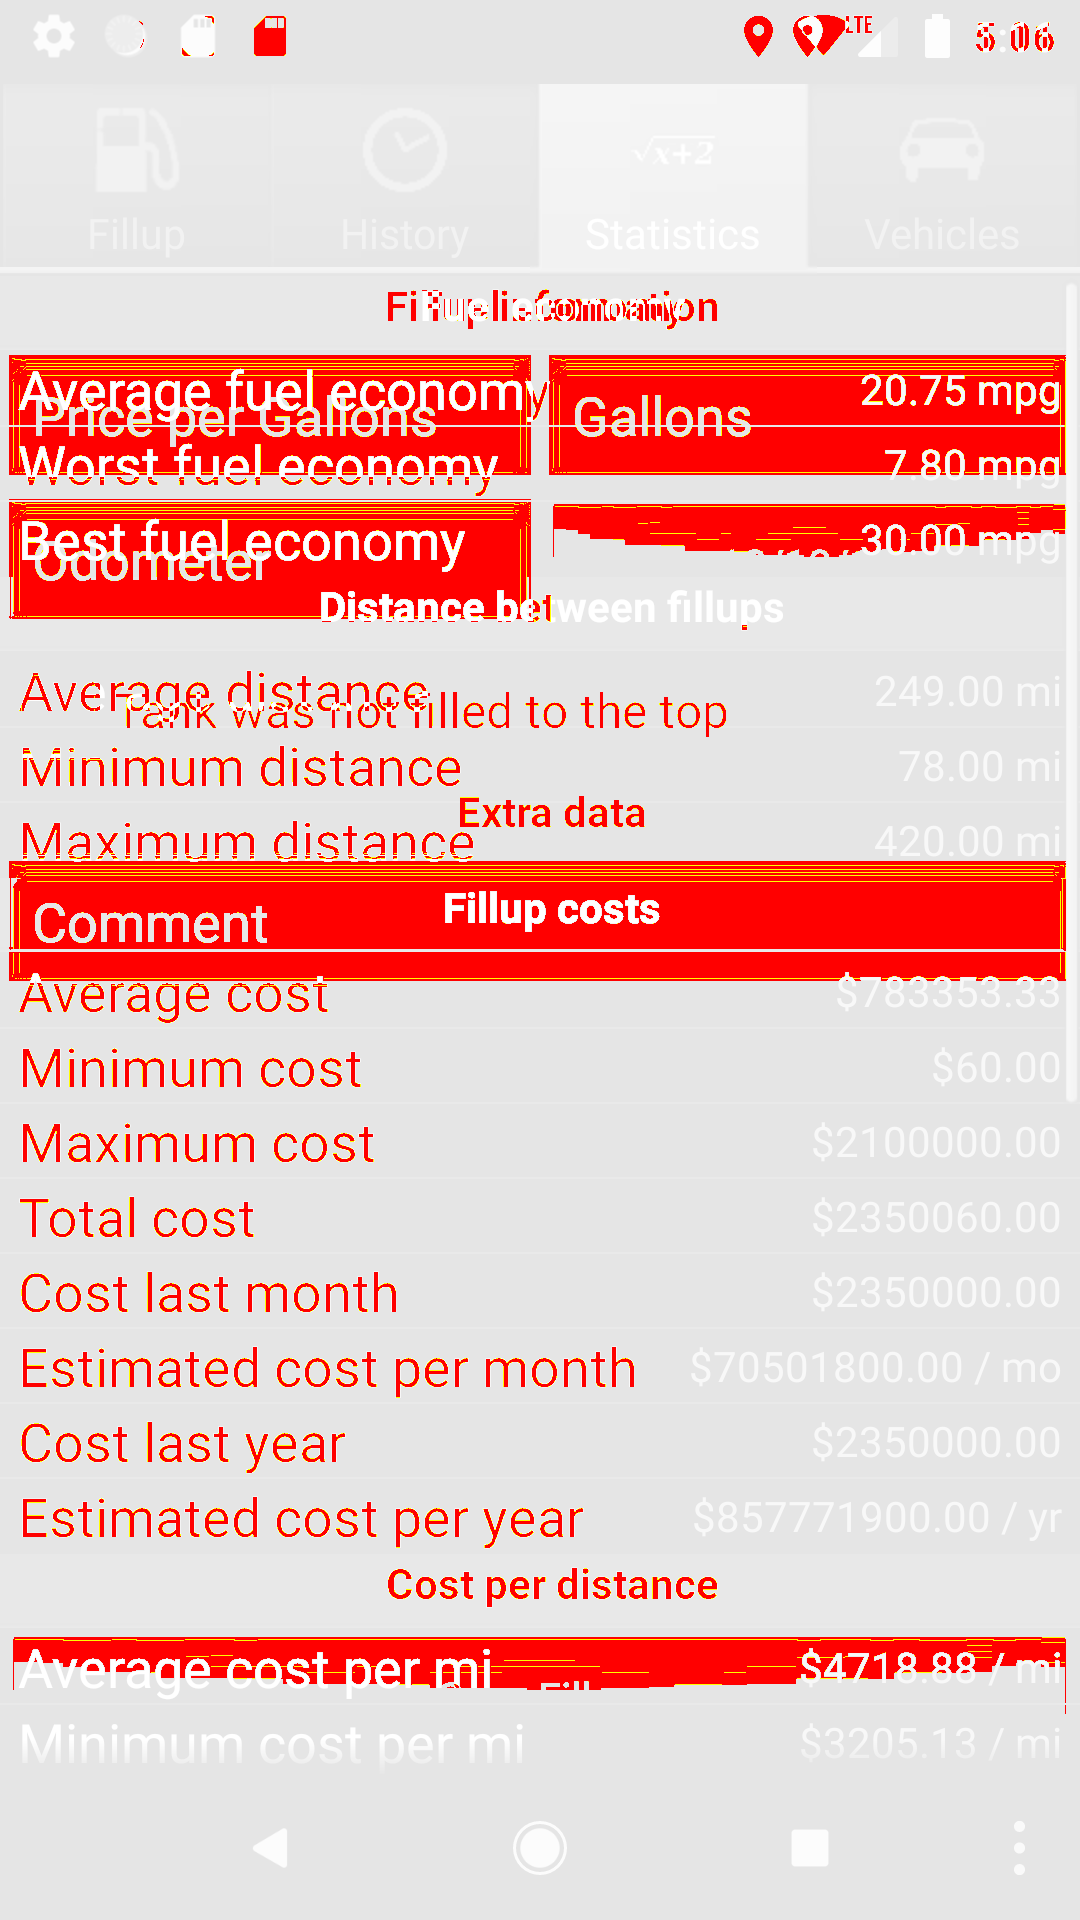 LTE 5:06
√x+2
Fillup History Statistics Vehicles
Fillup information
Fuel economy
Average fuel economy 20.75 mpg
Price per Gallons Gallons
Worst fuel economy 7.80 mpg
Best fuel economy 30.00 mpg
Odometer
Distance between fillups
Average distance 249.00 mi
Tank was not filled to the top
Minimum distance 78.00 mi
Extra data
Maximum distance 420.00 mi
Fillup costs
Comment
Average cost $783353.33
Minimum cost $60.00
Maximum cost $2100000.00
Total cost $2350060.00
Cost last month $2350000.00
Estimated cost per month $70501800.00 / mo
Cost last year $2350000.00
Estimated cost per year $857771900.00 / yr
Cost per distance
Average cost per mi $4718.88 / mi
Minimum cost per mi $3205.13 / mi